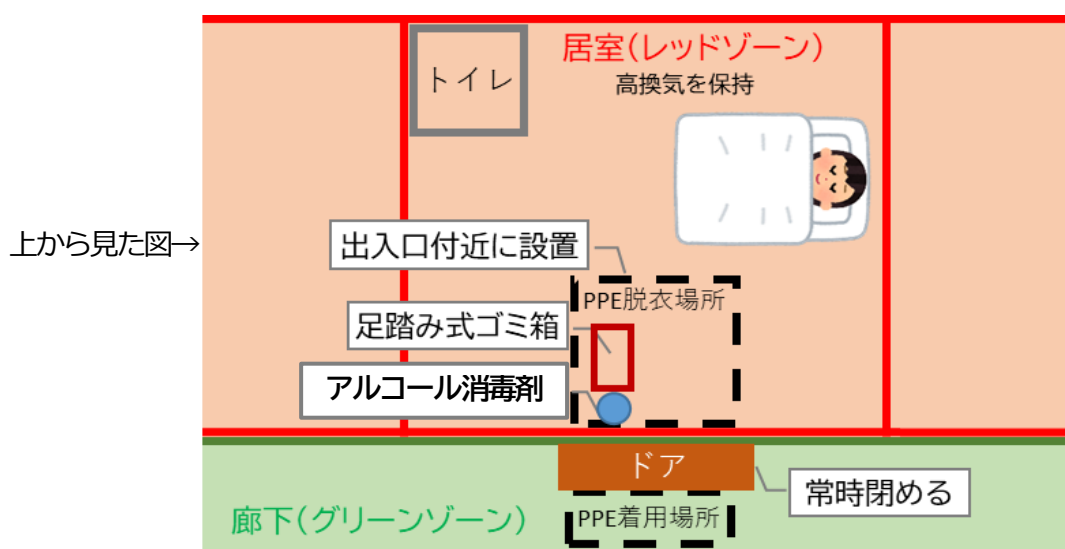 居室(レッドゾーン)
トイレ
高換気を保持
上から見た図→
出入口付近に設置
PPE脱衣場所
足踏み式ゴミ箱
アルコール消毒剤
ドア
常時閉める
廊下(グリーンゾーン)
PPE着用場所